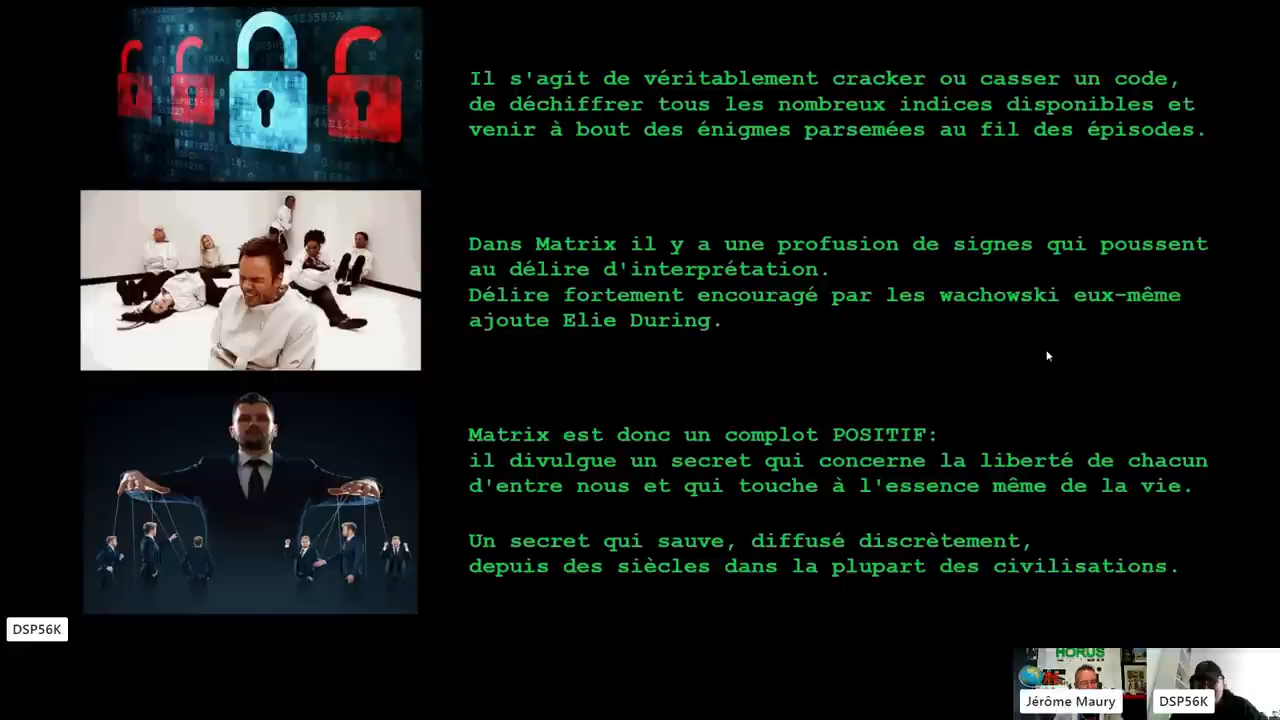 Il s'agit de véritablement cracker ou casser un code,
de déchiffrer tous les nombreux indices disponibles et
venir à bout des énigmes parsemées au fil des épisodes.
Dans Matrix il y a une profusion de signes qui poussent
au délire d'interprétation.
Délire fortement encouragé par les wachowski eux-même
ajoute Elie During.
Matrix est donc un complot POSITIF:
il divulgue un secret qui concerne la liberté de chacun
d'entre nous et qui touche à l'essence même de la vie.
Un secret qui sauve, diffusé discrètement,
depuis des siècles dans la plupart des civilisations.
DSP56K
HORUS
Jérôme Maury
DSP56K